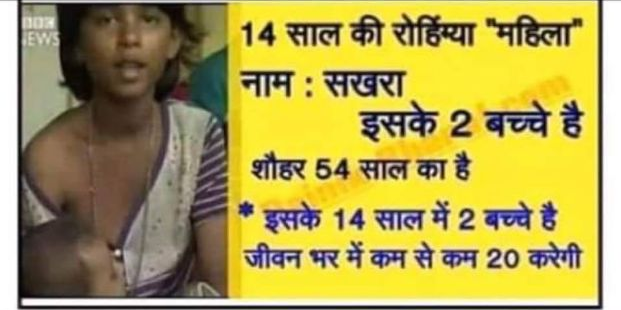 BBC
NEWS
14 साल की रोहिंग्या "महिला"
नाम : सखरा
इसके 2 बच्चे है
शौहर 54 साल का है
* इसके 14 साल में 2 बच्चे है
जीवन भर में कम से कम 20 करेगी